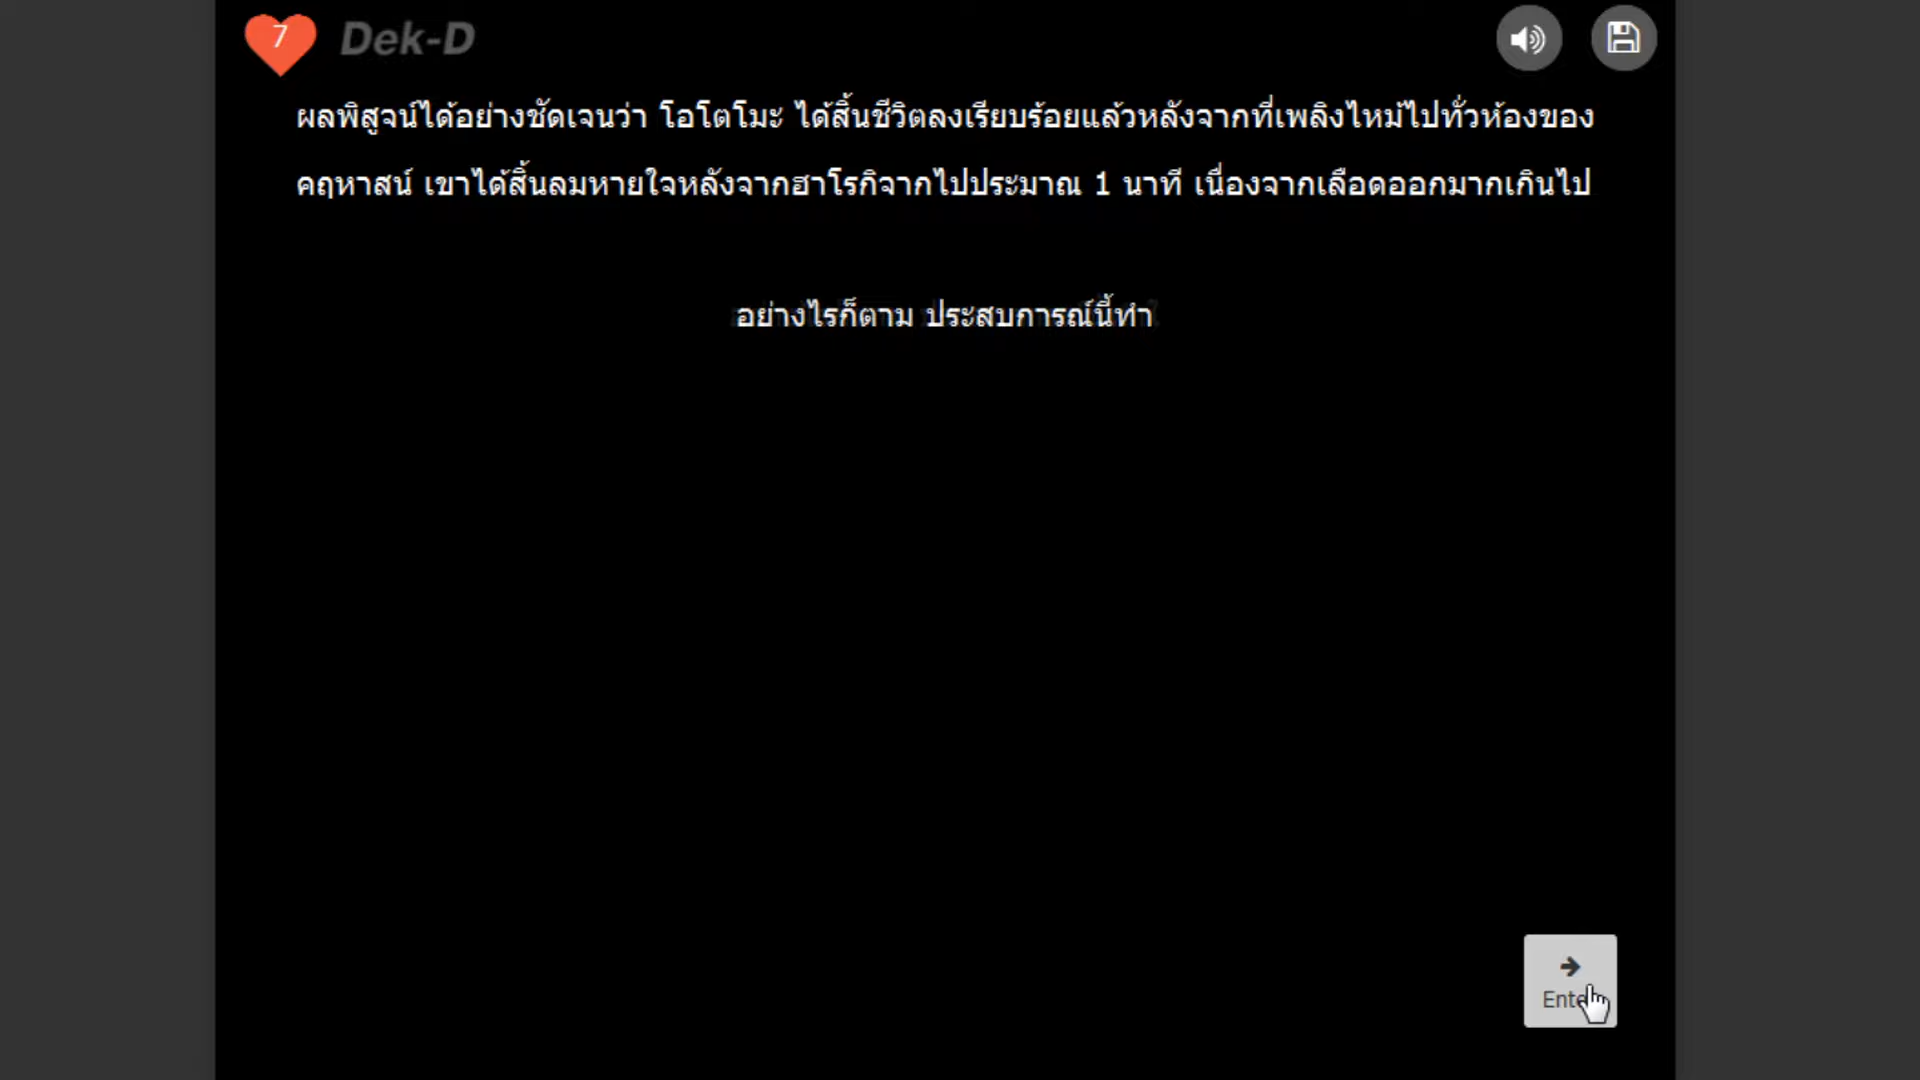 7 Dek-D
ผลพิสูจน์ได้อย่างชัดเจนว่า โอโตโมะ ได้สิ้นชีวิตลงเรียบร้อยแล้วหลังจากที่เพลิงไหม้ไปทั่วห้องของ
คฤหาสน์ เขาได้สิ้นลมหายใจหลังจากฮาโรกิจากไปประมาณ 1 นาที เนื่องจากเลือดออกมากเกินไป
อย่างไรก็ตาม ประสบการณ์นี้ทำ